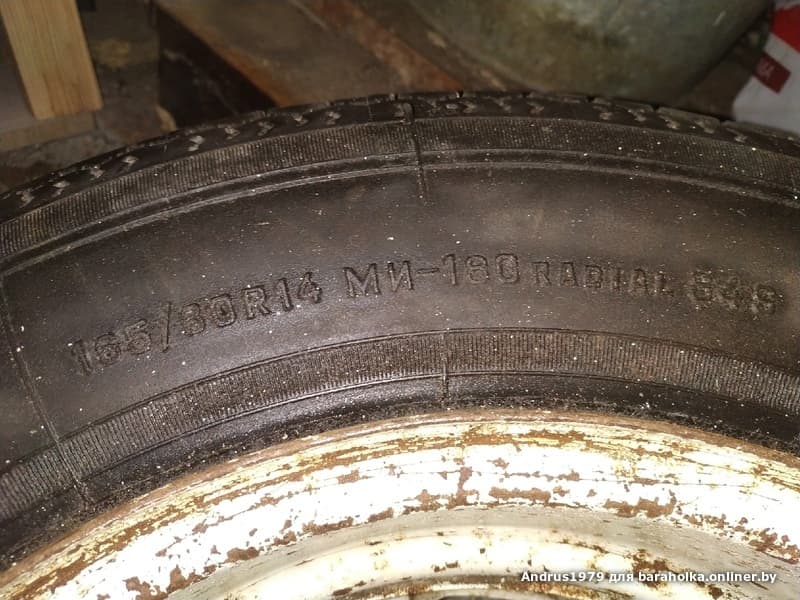 165/80R14 МИ-180 RADIAL
Andrus1979 для baraholka.onliner.by